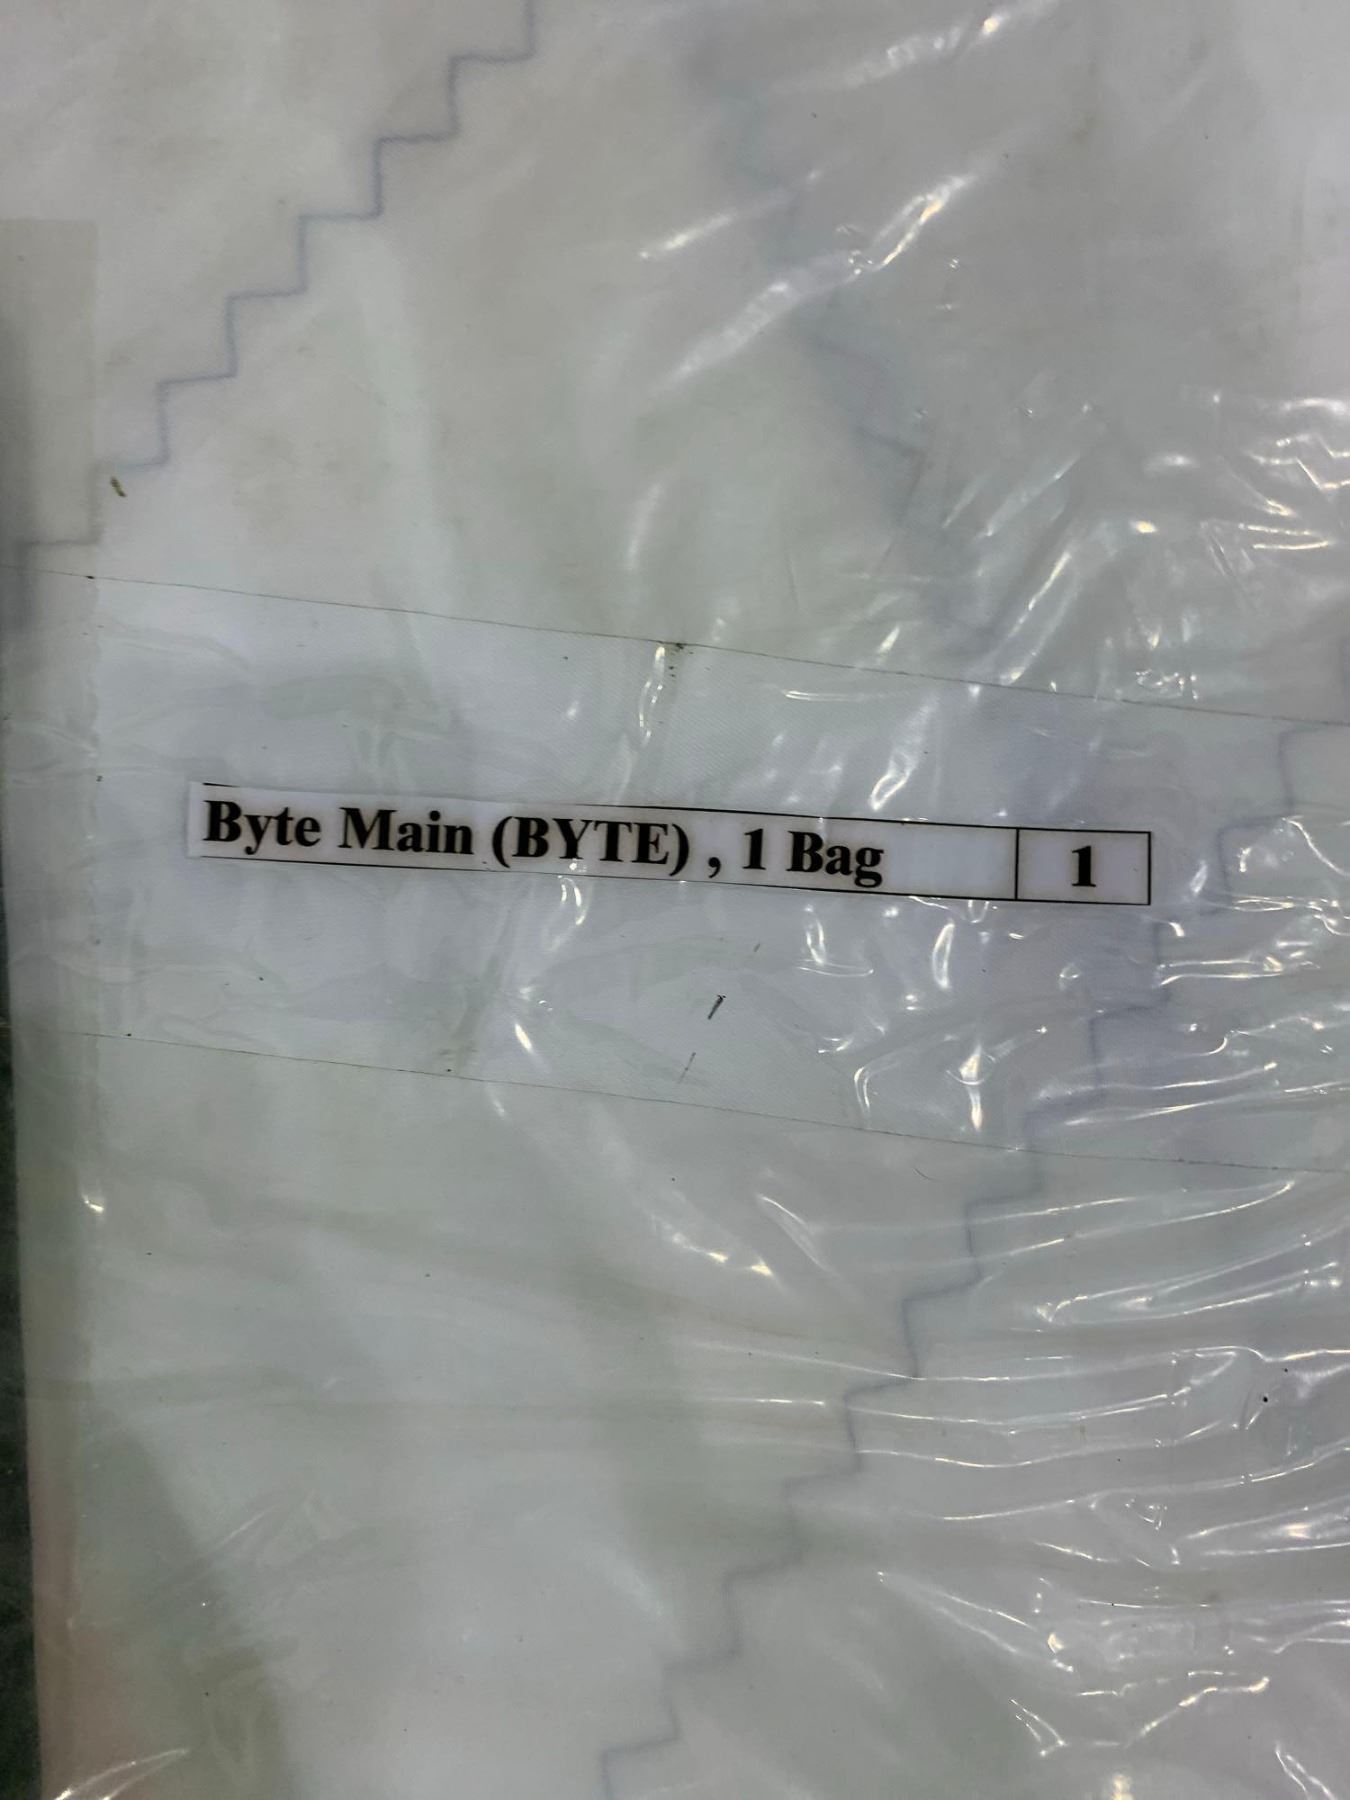 Byte Main (BYTE) , 1 Bag 1